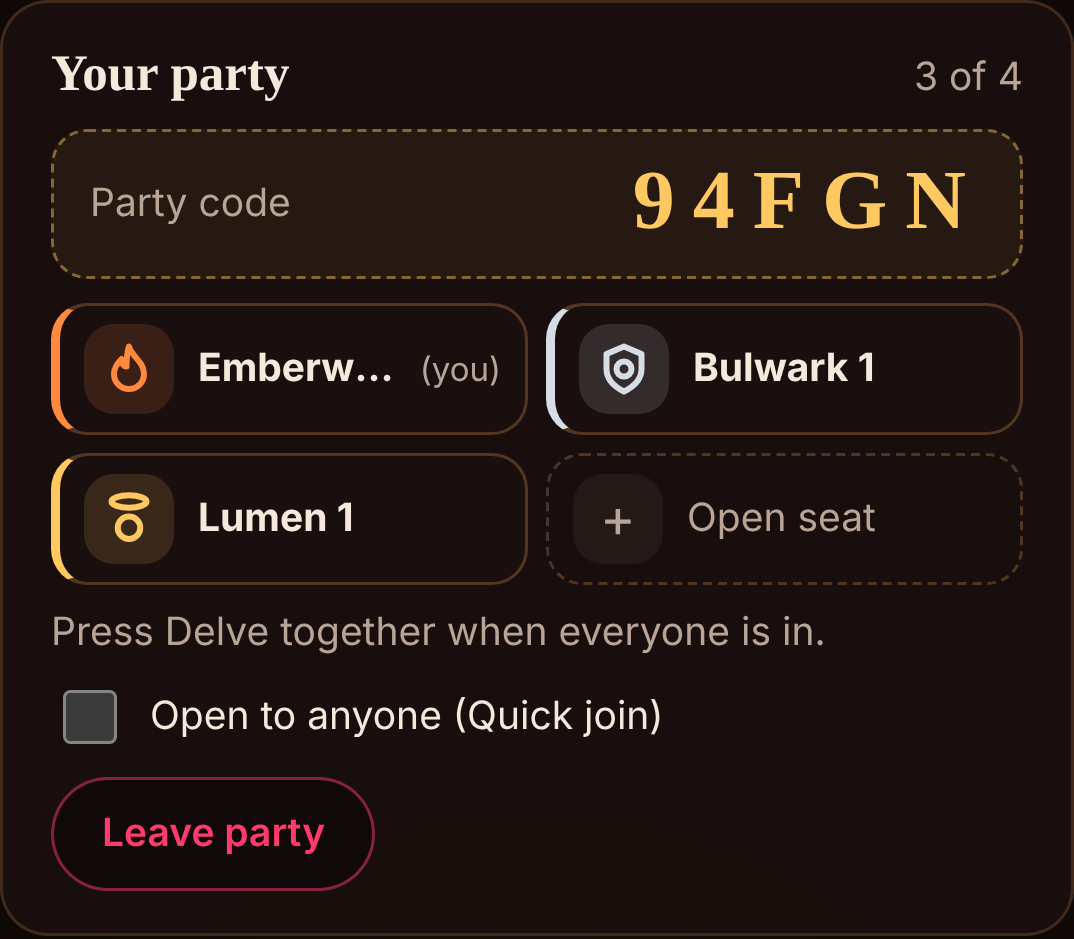 Your party
3 of 4
Party code
94FGN
Emberw... (you)
Bulwark 1
Lumen 1
+ Open seat
Press Delve together when everyone is in.
Open to anyone (Quick join)
Leave party